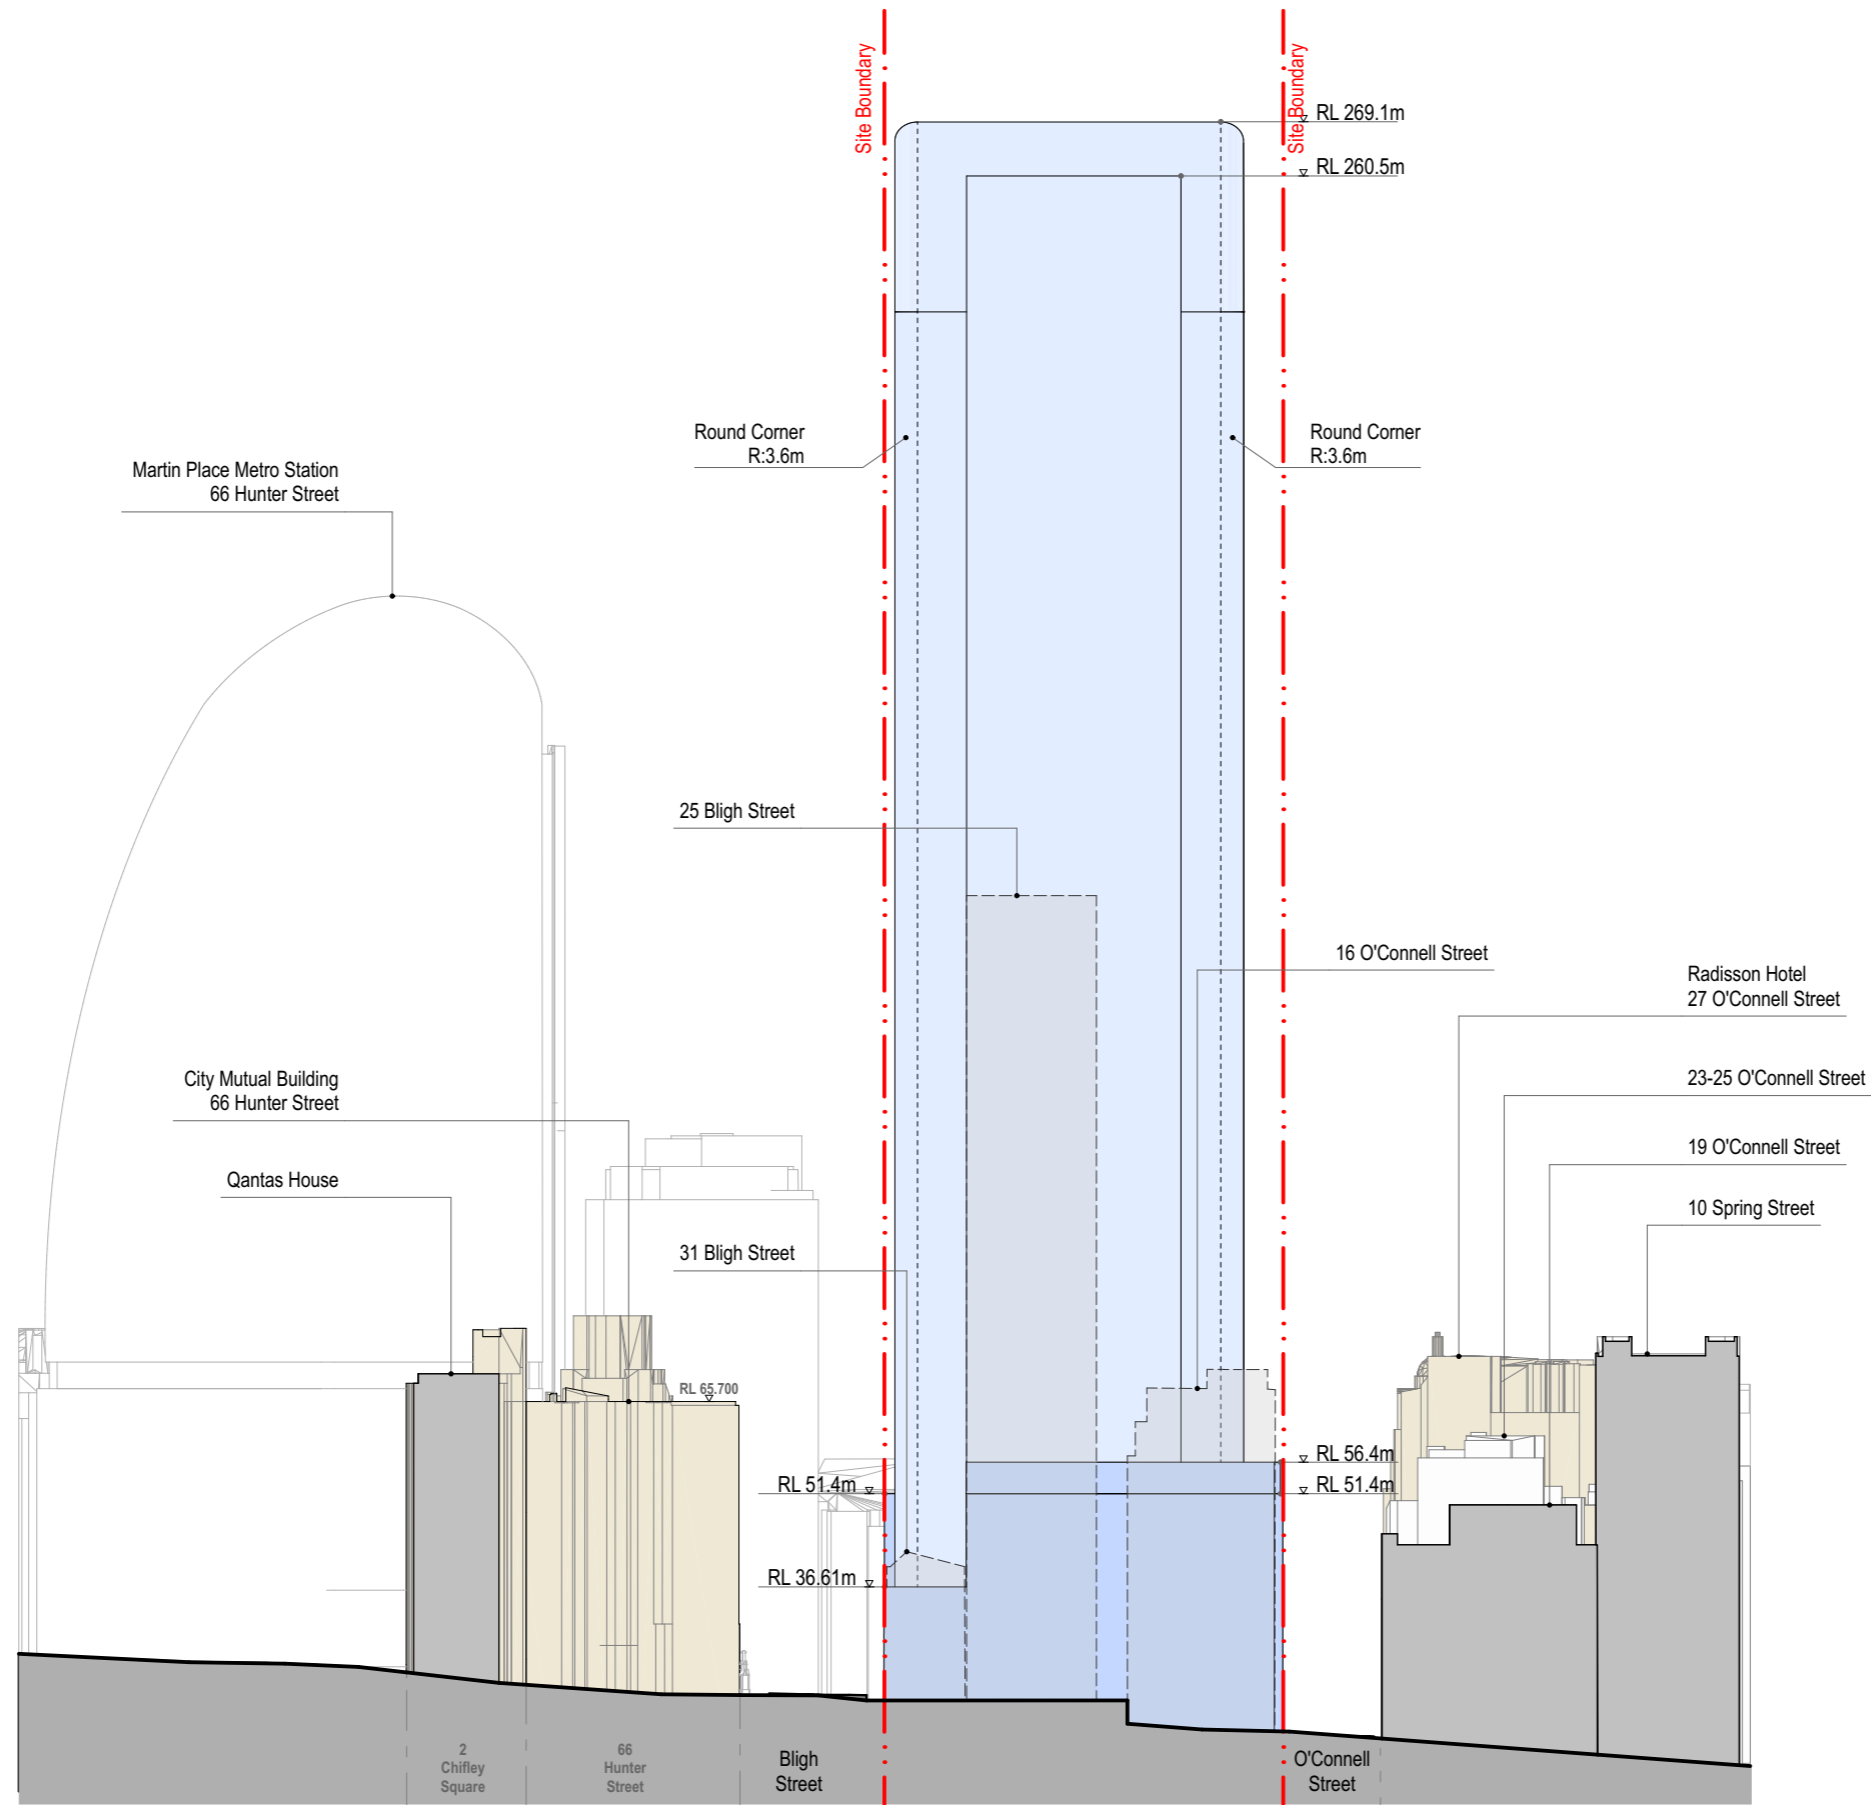 Site Boundary
Site Boundary
RL 269.1m
RL 260.5m
Round Corner
R:3.6m
Round Corner
R:3.6m
Martin Place Metro Station
66 Hunter Street
25 Bligh Street
16 O'Connell Street
Radisson Hotel
27 O'Connell Street
City Mutual Building
66 Hunter Street
23-25 O'Connell Street
19 O'Connell Street
Qantas House
10 Spring Street
31 Bligh Street
RL 65.700
RL 56.4m
RL 51.4m
RL 51.4m
RL 36.61m
2
Chifley
Square
66
Hunter
Street
Bligh
Street
O'Connell
Street